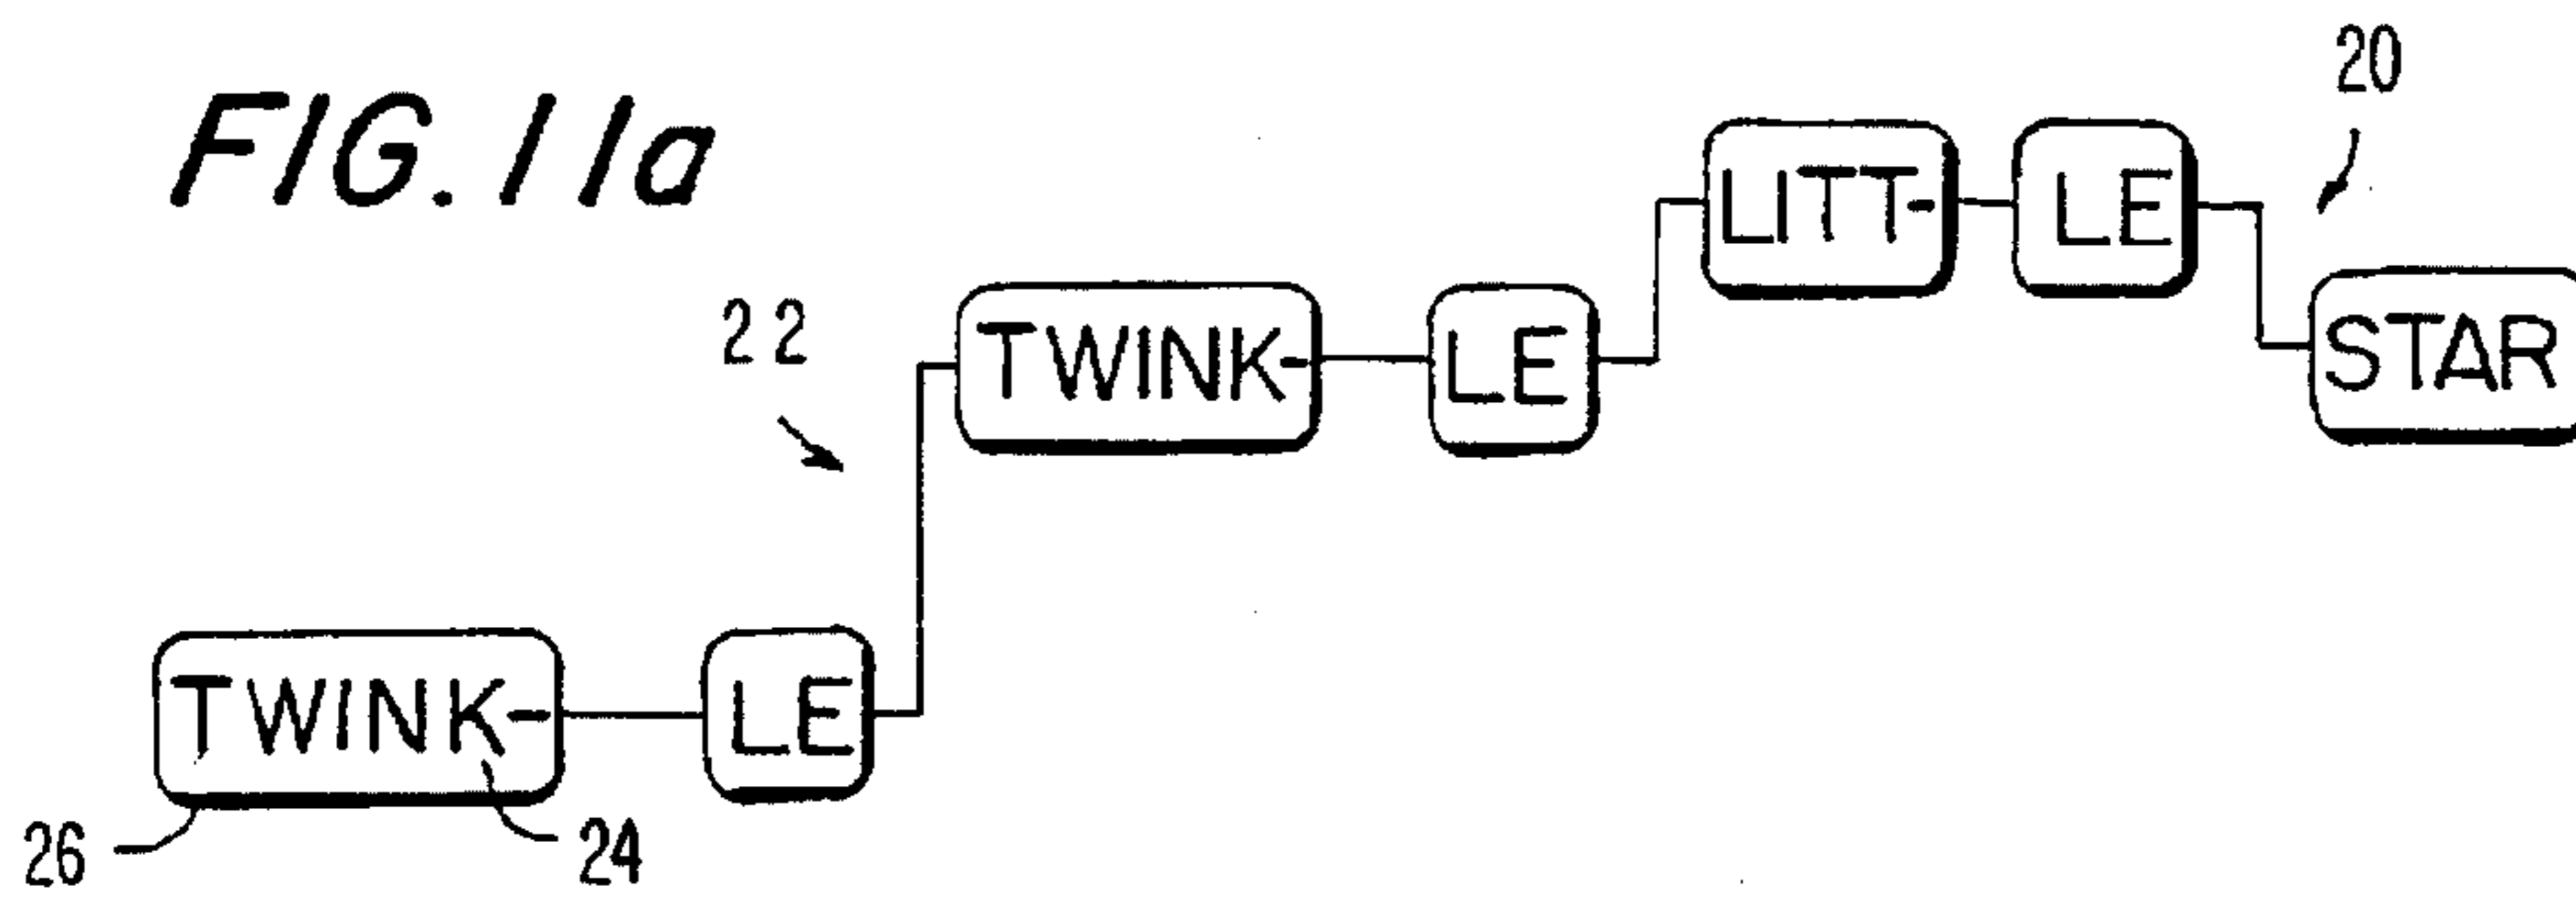 FIG. 11a
20
22
LITT- LE
TWINK- LE
STAR
TWINK- LE
26
24